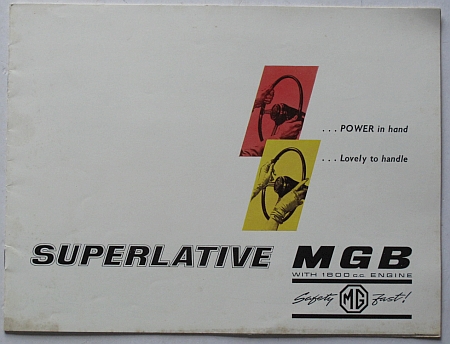 ... POWER in hand
... Lovely to handle
SUPERLATIVE MGB
WITH 1800 c.c. ENGINE
Safety MG fast!